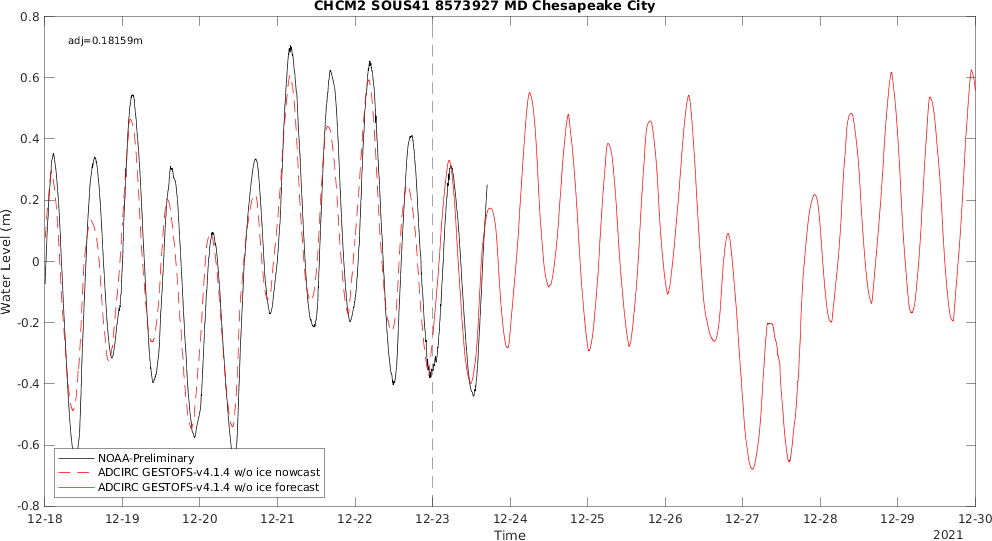 CHCM2 SOUS41 8573927 MD Chesapeake City
adj=0.18159m
0.8
0.6
0.4
0.2
0
-0.2
-0.4
-0.6
-0.8
Water Level (m)
NOAA-Preliminary
ADCIRC GESTOFS-v4.1.4 w/o ice nowcast
ADCIRC GESTOFS-v4.1.4 w/o ice forecast
12-18 12-19 12-20 12-21 12-22 12-23 12-24 12-25 12-26 12-27 12-28 12-29 12-30
Time
2021